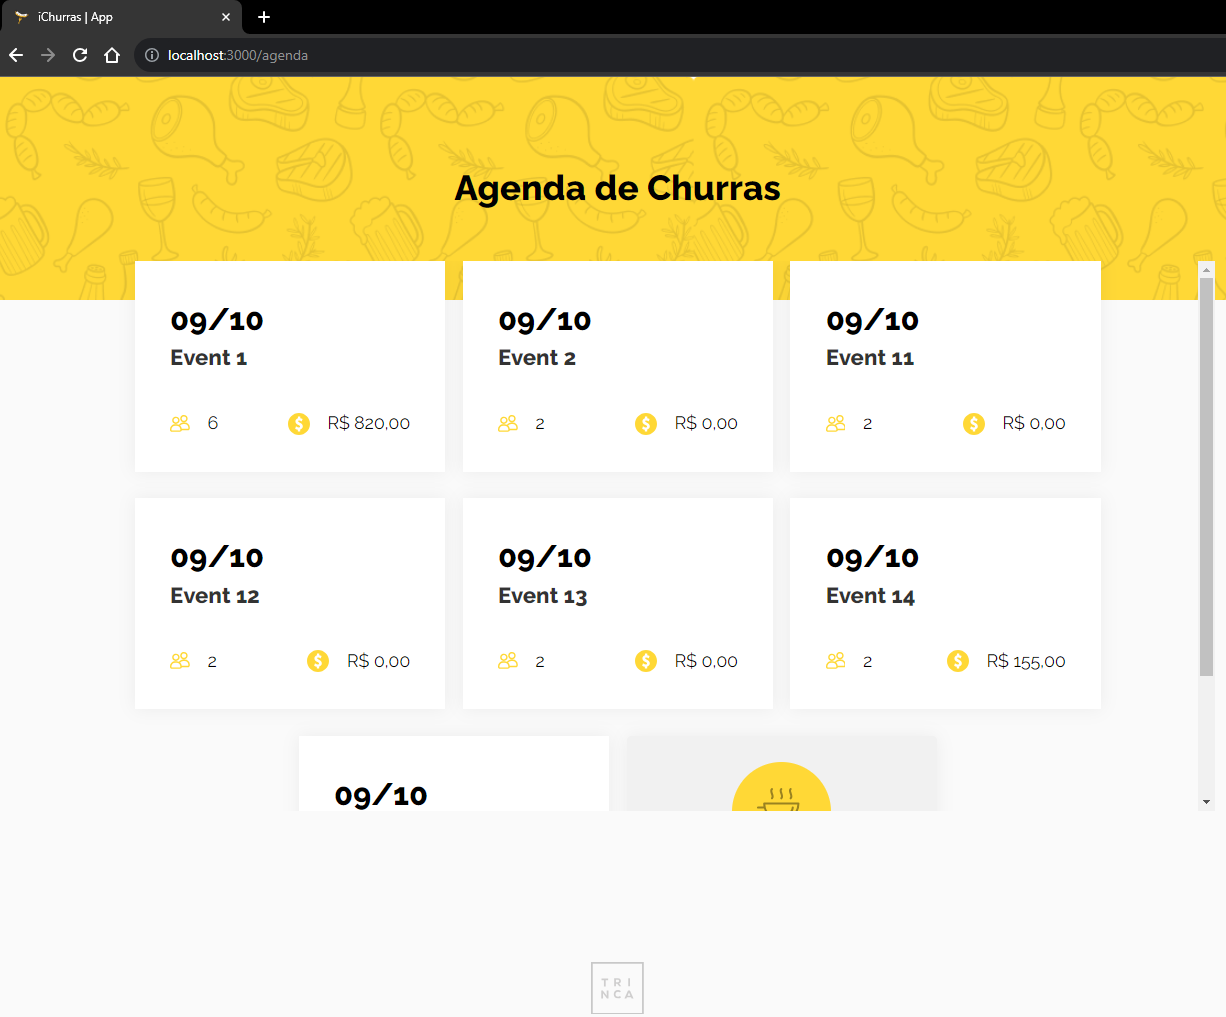 iChurras | App
localhost:3000/agenda
Agenda de Churras
09/10
Event 1
6 R$ 820,00
09/10
Event 2
2 R$ 0,00
09/10
Event 11
2 R$ 0,00
09/10
Event 12
2 R$ 0,00
09/10
Event 13
2 R$ 0,00
09/10
Event 14
2 R$ 155,00
09/10
TRI
NCA